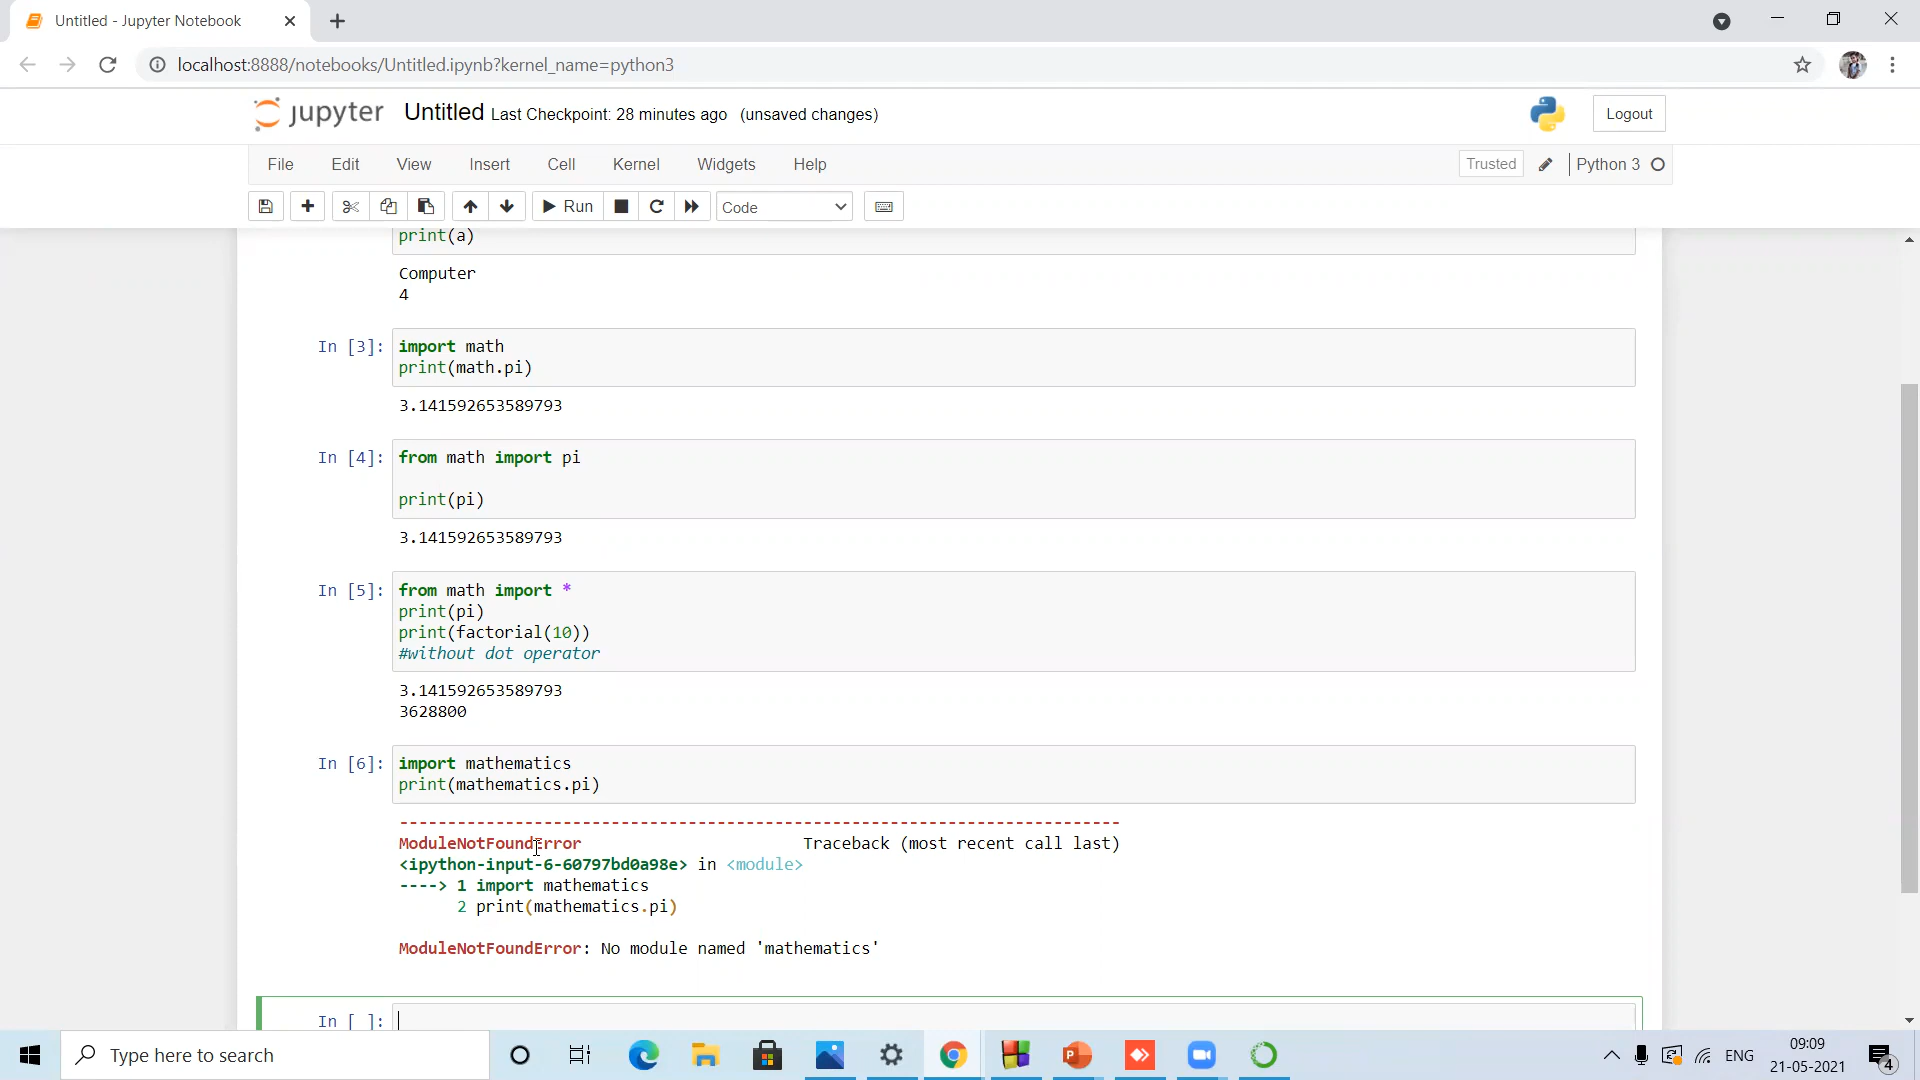 Untitled - Jupyter Notebook
localhost:8888/notebooks/Untitled.ipynb?kernel_name=python3
jupyter Untitled Last Checkpoint: 28 minutes ago (unsaved changes)
Logout
File Edit View Insert Cell Kernel Widgets Help
Trusted Python 3
Run Code
print(a)
Computer
4
In [3]: import math
print(math.pi)
3.141592653589793
In [4]: from math import pi
print(pi)
3.141592653589793
In [5]: from math import *
print(pi)
print(factorial(10))
#without dot operator
3.141592653589793
3628800
In [6]: import mathematics
print(mathematics.pi)
---------------------------------------------------------------------------
ModuleNotFoundError Traceback (most recent call last)
<ipython-input-6-60797bd0a98e> in <module>
----> 1 import mathematics
2 print(mathematics.pi)
ModuleNotFoundError: No module named 'mathematics'
In [ ]:
Type here to search
ENG
09:09
21-05-2021
4